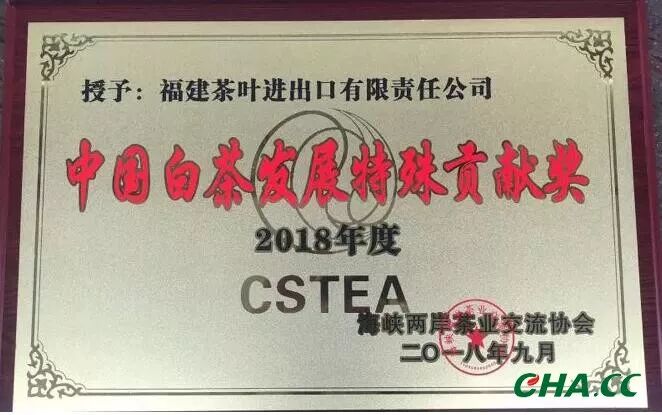 授予：福建茶叶进出口有限责任公司
中国白茶发展特殊贡献奖
2018年度
CSTEA
海峡两岸茶业交流协会
二〇一八年九月
CHA.CC